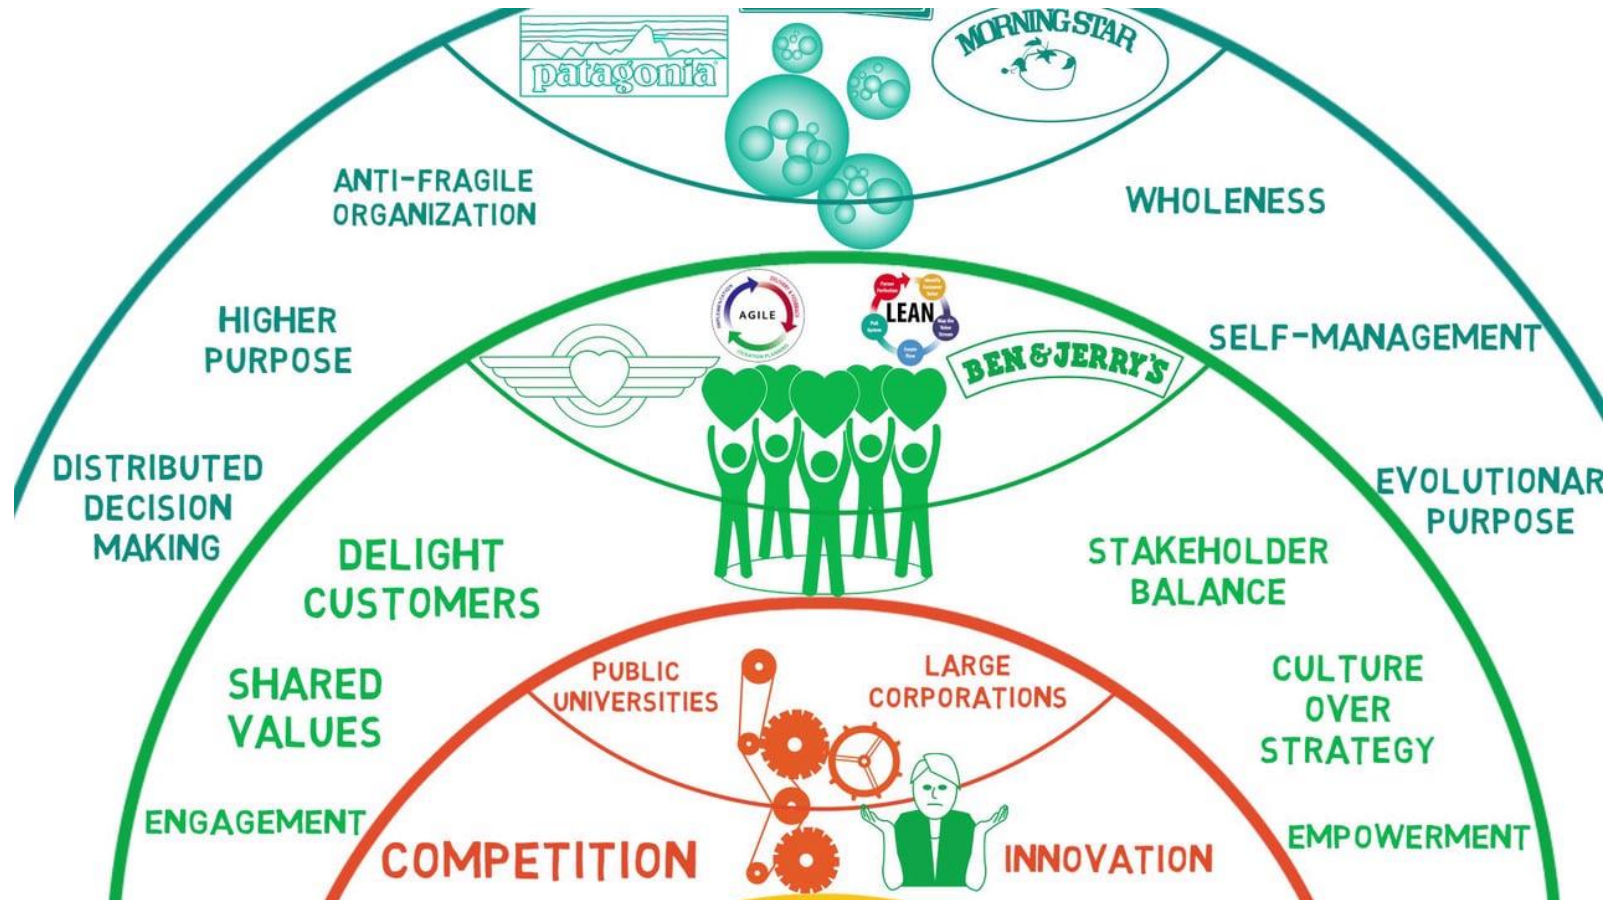 patagonia
MORNING STAR
ANTI-FRAGILE
ORGANIZATION
WHOLENESS
HIGHER
PURPOSE
SELF-MANAGEMENT
AGILE
LEAN
BEN & JERRY'S
DISTRIBUTED
DECISION
MAKING
EVOLUTIONAR
PURPOSE
DELIGHT
CUSTOMERS
STAKEHOLDER
BALANCE
SHARED
VALUES
CULTURE
OVER
STRATEGY
ENGAGEMENT
EMPOWERMENT
PUBLIC
UNIVERSITIES
LARGE
CORPORATIONS
COMPETITION
INNOVATION